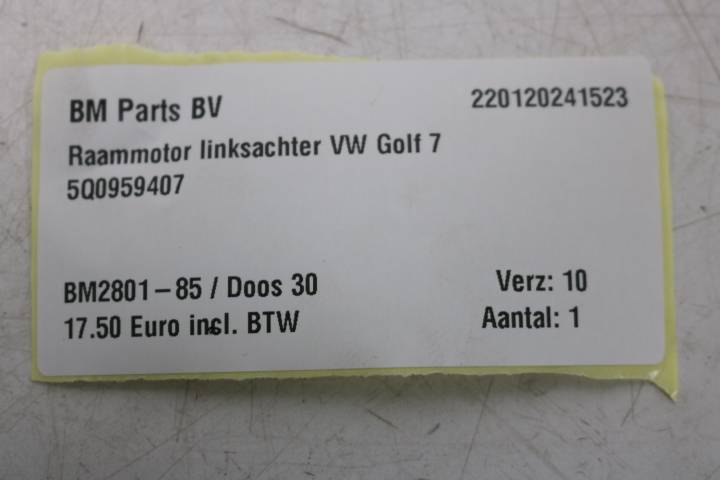 BM Parts BV 220120241523
Raammotor linksachter VW Golf 7
5Q0959407
BM2801-85 / Doos 30 Verz: 10
17.50 Euro incl. BTW Aantal: 1